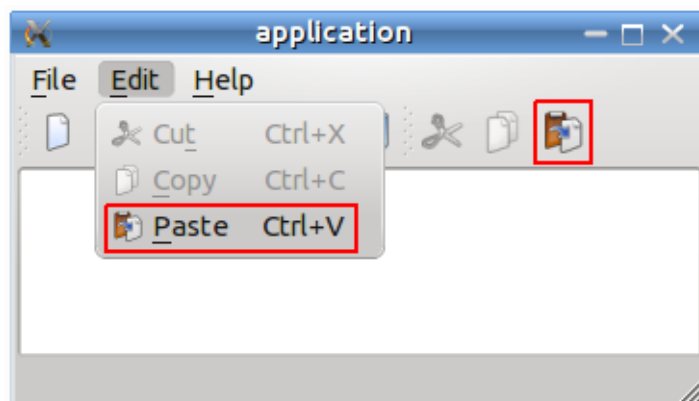 application
File Edit Help
Cut Ctrl+X
Copy Ctrl+C
Paste Ctrl+V